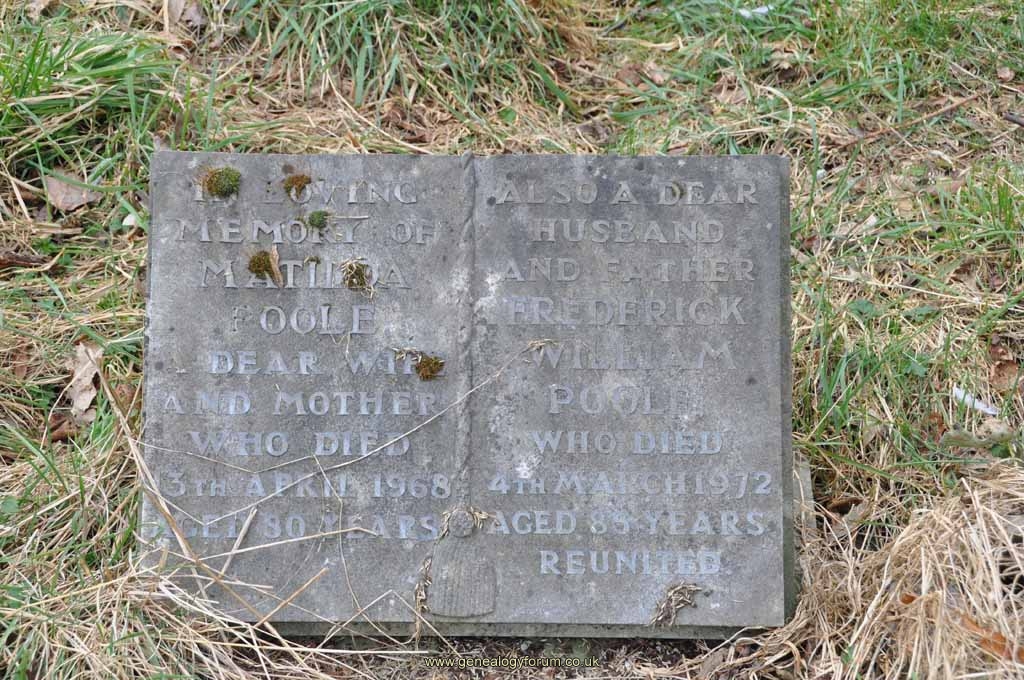 IN LOVING
MEMORY OF
MATILDA
POOLE
DEAR WIFE
AND MOTHER
WHO DIED
APRIL 1968
AGED 80 YEARS
ALSO A DEAR
HUSBAND
AND FATHER
FREDERICK
WILLIAM
POOLE.
WHO DIED
4TH MARCH 1972
AGED YEARS
REUNITED.
www.genealogyforum.co.uk